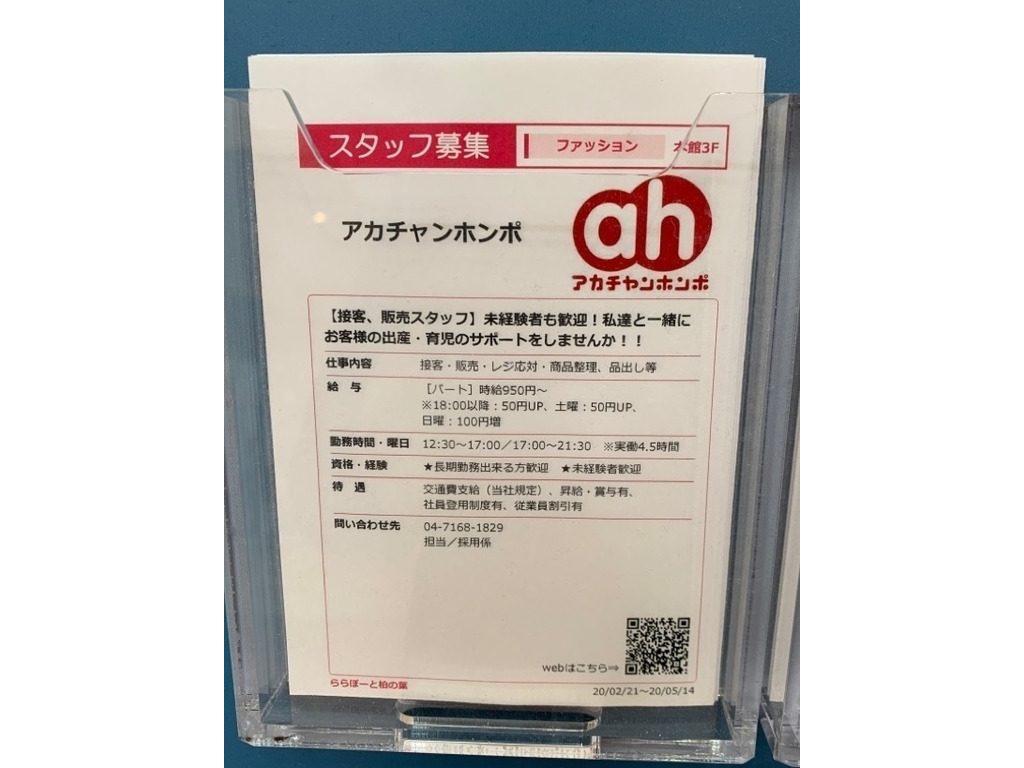 スタッフ募集 ファッション 本館3F
アカチャンホンポ
ah
アカチャンホンポ
【接客、販売スタッフ】未経験者も歓迎！私達と一緒に
お客様の出産・育児のサポートをしませんか！！
仕事内容 接客・販売・レジ応対・商品整理、品出し等
給 与 ［パート］時給950円～
※18:00以降：50円UP、土曜：50円UP、
日曜：100円増
勤務時間・曜日 12:30～17:00／17:00～21:30 ※実働4.5時間
資格・経験 ★長期勤務出来る方歓迎 ★未経験者歓迎
待 遇 交通費支給（当社規定）、昇給・賞与有、
社員登用制度有、従業員割引有
問い合わせ先 04-7168-1829
担当／採用係
webはこちら⇒
ららぽーと柏の葉 20/02/21～20/05/14